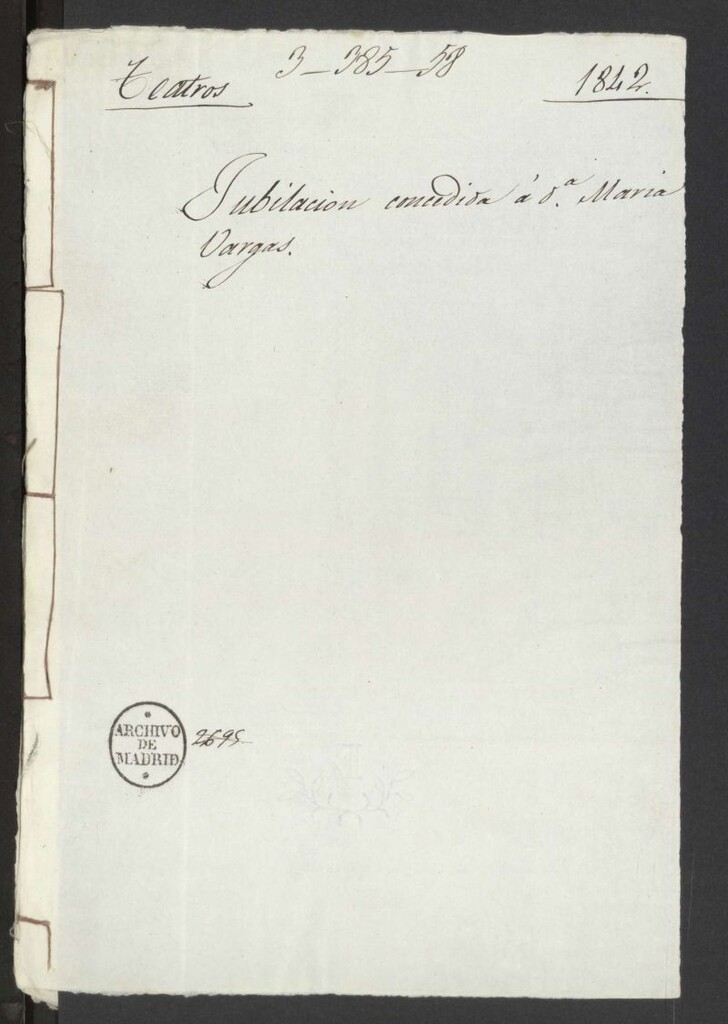 Teatros 3-385-58 1842.
Jubilacion concedida á d.ª Maria
Vargas.
ARCHIVO
DE
MADRID
2695